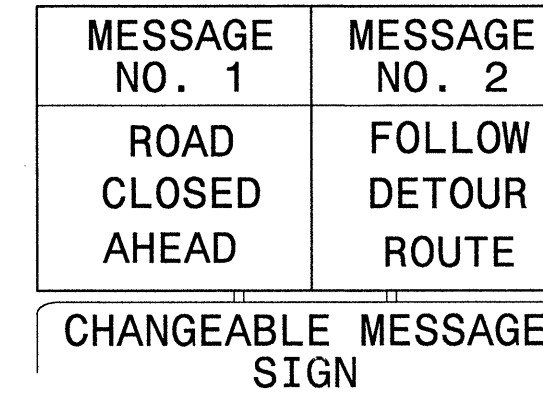 MESSAGE NO. 1
MESSAGE NO. 2
ROAD
CLOSED
AHEAD
FOLLOW
DETOUR
ROUTE
CHANGEABLE MESSAGE
SIGN